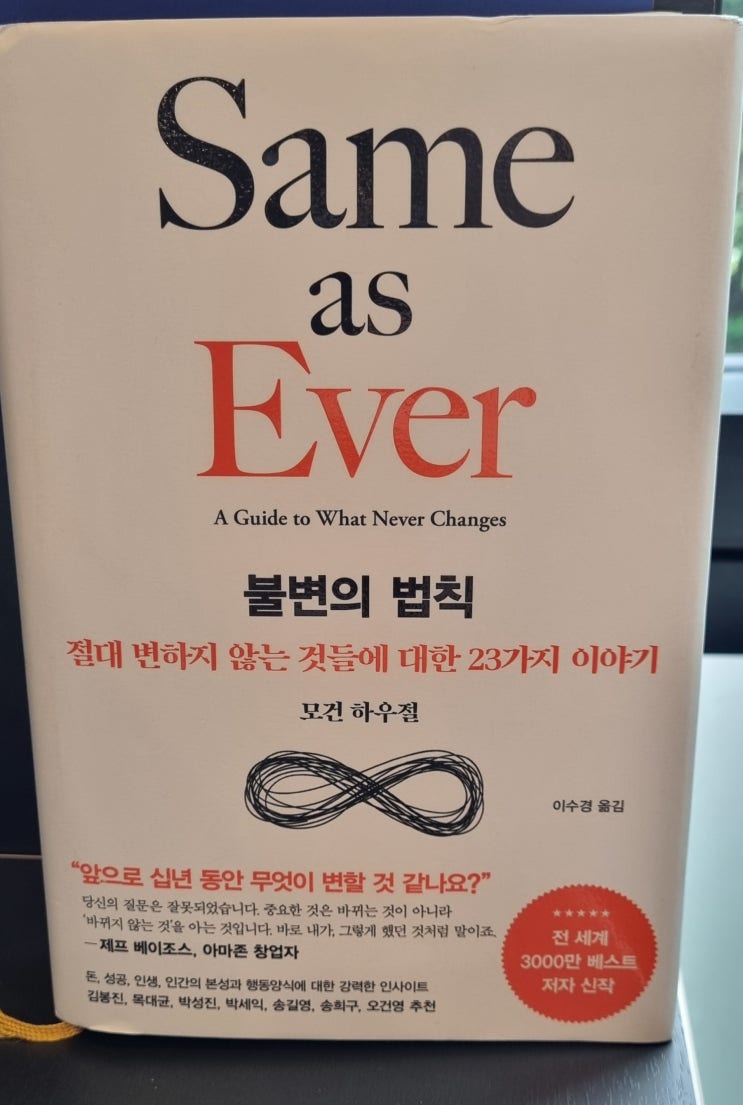 Same
as
Ever
A Guide to What Never Changes
불변의 법칙
절대 변하지 않는 것들에 대한 23가지 이야기
모건 하우절
이수경 옮김
“앞으로 십년 동안 무엇이 변할 것 같나요?”
당신의 질문은 잘못되었습니다. 중요한 것은 바뀌는 것이 아니라
‘바뀌지 않는 것’을 아는 것입니다. 바로 내가, 그렇게 했던 것처럼 말이죠.
—제프 베이조스, 아마존 창업자
돈, 성공, 인생, 인간의 본성과 행동양식에 대한 강력한 인사이트
김봉진, 목대균, 박성진, 박세익, 송길영, 송희구, 오건영 추천
★★★★★
전 세계
3000만 베스트
저자 신작